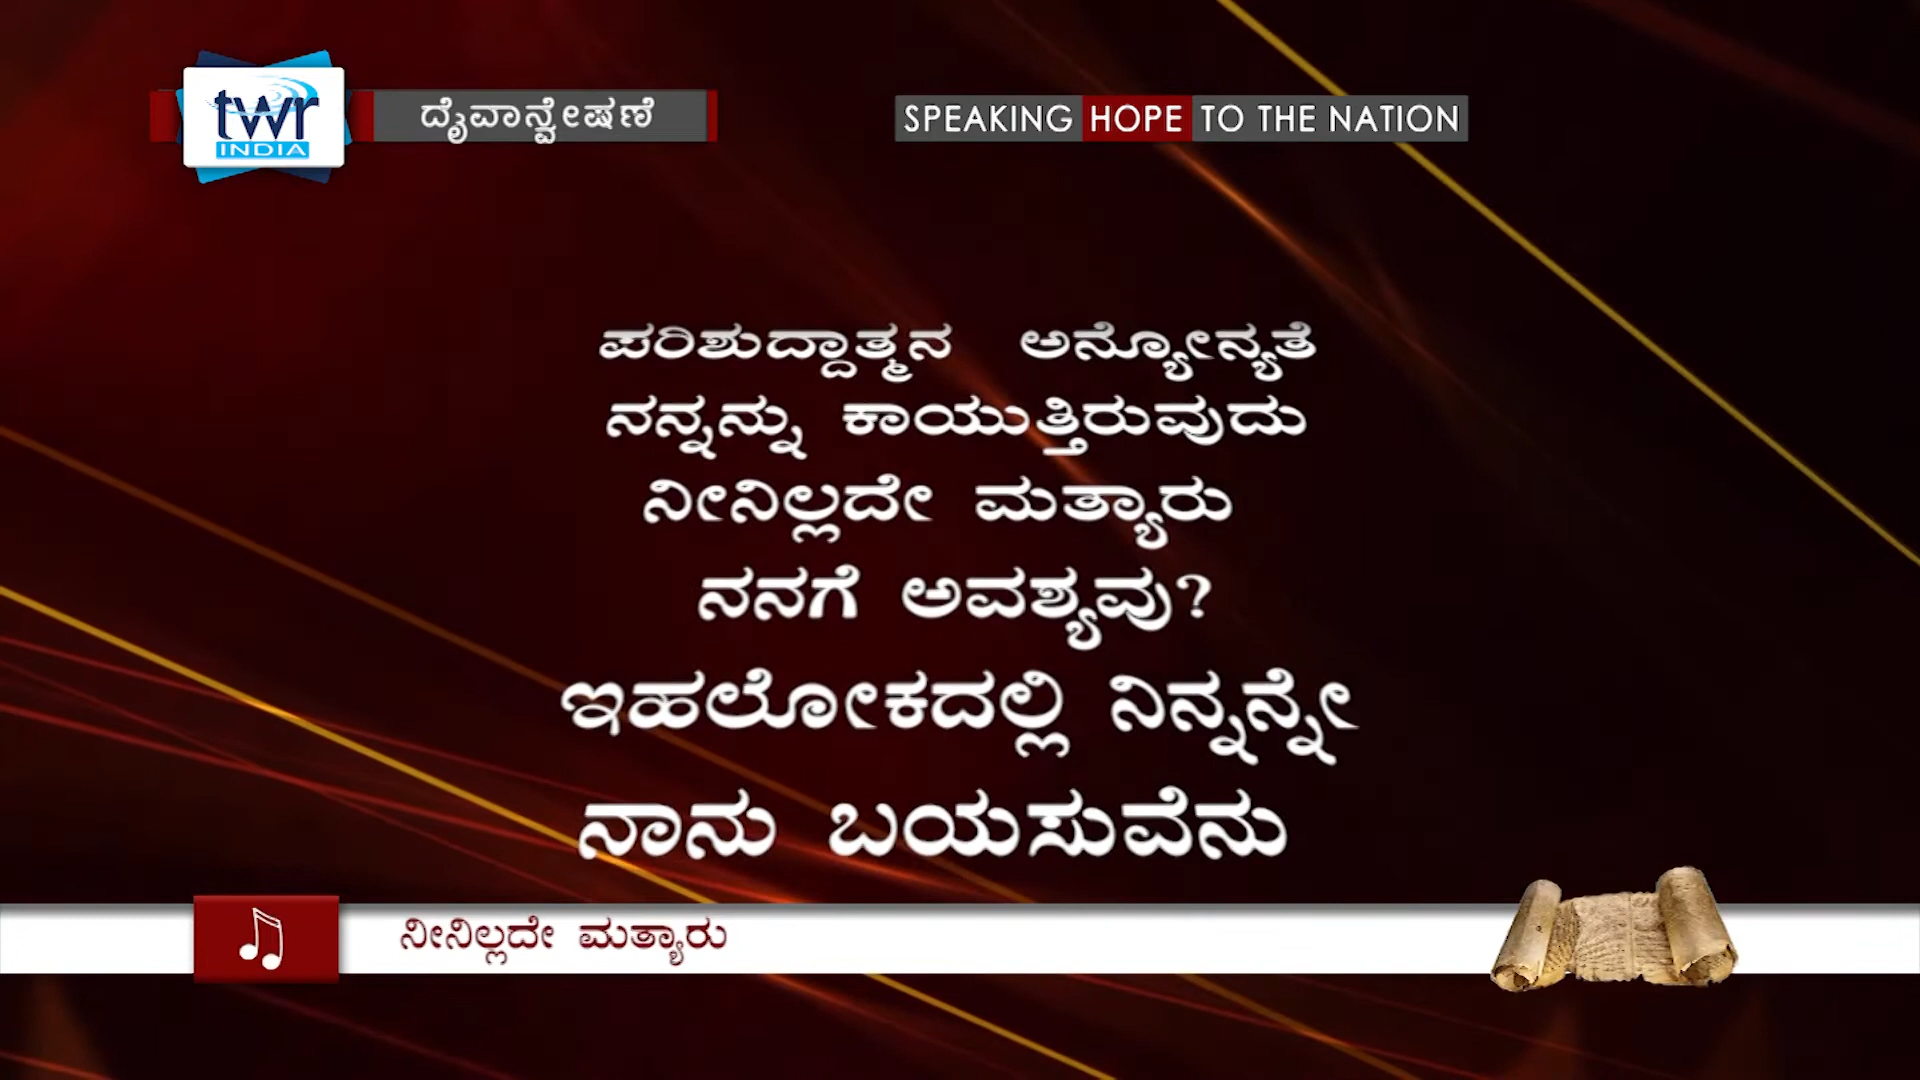 twr
INDIA
ದೈವಾನ್ವೇಷಣೆ
SPEAKING HOPE TO THE NATION
ಪರಿಶುದ್ದಾತ್ಮನ ಅನ್ಯೋನ್ಯತೆ
ನನ್ನನ್ನು ಕಾಯುತ್ತಿರುವುದು
ನೀನಿಲ್ಲದೇ ಮತ್ಯಾರು
ನನಗೆ ಅವಶ್ಯವು?
ಇಹಲೋಕದಲ್ಲಿ ನಿನ್ನನ್ನೇ
ನಾನು ಬಯಸುವೆನು
ನೀನಿಲ್ಲದೇ ಮತ್ಯಾರು